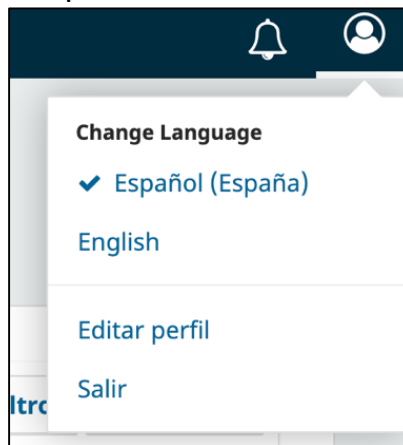 Change Language
Español (España)
English
Editar perfil
Salir